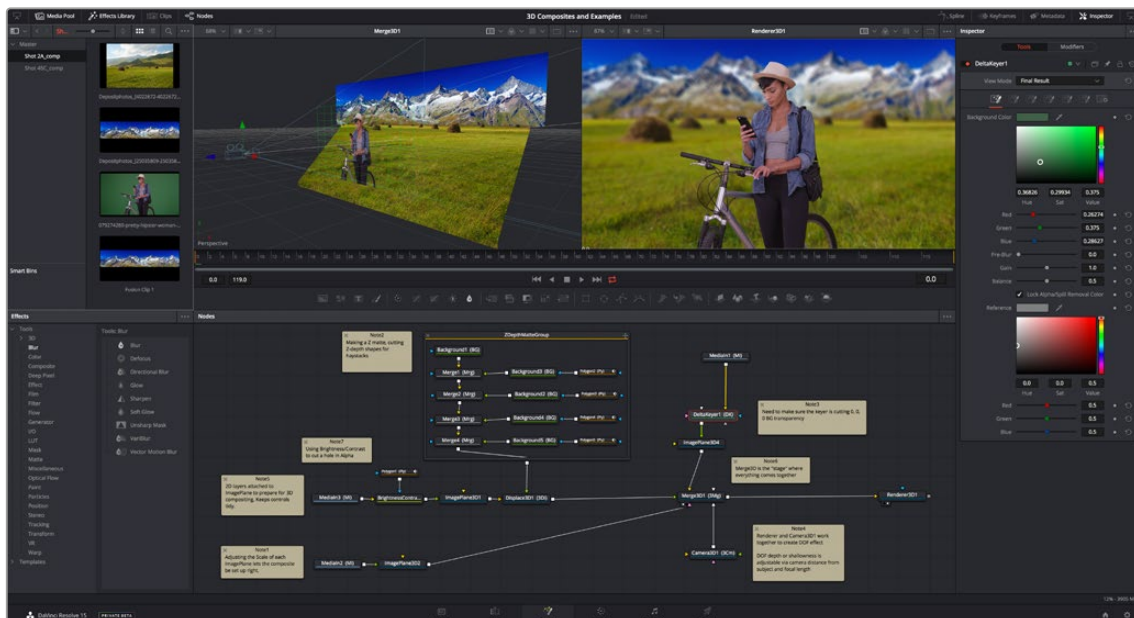 Media Pool
Effects Library
Clips
Nodes
3D Composites and Examples
Edited
Spline
Keyframes
Metadata
Inspector
Merge3D1
Renderer3D1
Inspector
Master
Shot 2A_comp
Shot 45C_comp
Fusion Clip 1
Smart Bins
Perspective
0.0
119.0
0.0
Tools
Modifiers
DeltaKeyer1
View Mode
Final Result
Background Color
0.36826
0.29934
0.375
Hue
Sat
Value
Red
0.26274
Green
0.375
Blue
0.28627
Pre-Blur
0.0
Gain
1.0
Balance
0.5
Lock Alpha/Spill Removal Color
Reference
0.0
0.0
0.5
Hue
Sat
Value
Red
0.5
Green
0.5
Blue
0.5
Effects
Tools
3D
Blur
Color
Composite
Deep Pixel
Effect
Film
Filter
Flow
Generator
I/O
LUT
Mask
Matte
Miscellaneous
Optical Flow
Paint
Particles
Position
Stereo
Tracking
Transform
VR
Warp
Templates
Tools: Blur
Blur
Defocus
Directional Blur
Glow
Sharpen
Soft Glow
Unsharp Mask
VariBlur
Vector Motion Blur
Nodes
Note2
Making a Z matte, cutting
Z-depth shapes for
haystacks
ZDepthMatteGroup
Background1 (BG)
Merge1 (Mrg)
Background3 (BG)
Merge2 (Mrg)
Background2 (BG)
Merge3 (Mrg)
Background4 (BG)
Merge4 (Mrg)
Background5 (BG)
MediaIn1 (MI)
DeltaKeyer1 (DK)
ImagePlane3D4
Note3
Need to make sure the keyer is cutting 0, 0,
0 BG transparency
Note7
Using Brightness/Contrast
to cut a hole in Alpha
Note5
2D layers attached to
ImagePlane to prepare for 3D
compositing. Keeps controls
tidy.
MediaIn3 (MI)
BrightnessContra...
ImagePlane3D1
Displace3D1 (3Di)
Note6
Merge3D is the "stage" where
everything comes together
Merge3D1 (3Mg)
Renderer3D1
Note1
Adjusting the Scale of each
ImagePlane lets the composite
be set up right.
MediaIn2 (MI)
ImagePlane3D2
Camera3D1 (3Cm)
Note4
Renderer and Camera3D1 work
together to create DOF effect
DOF depth or shallowness is
adjustable via camera distance from
subject and focal length
DaVinci Resolve 15
PRIVATE BETA